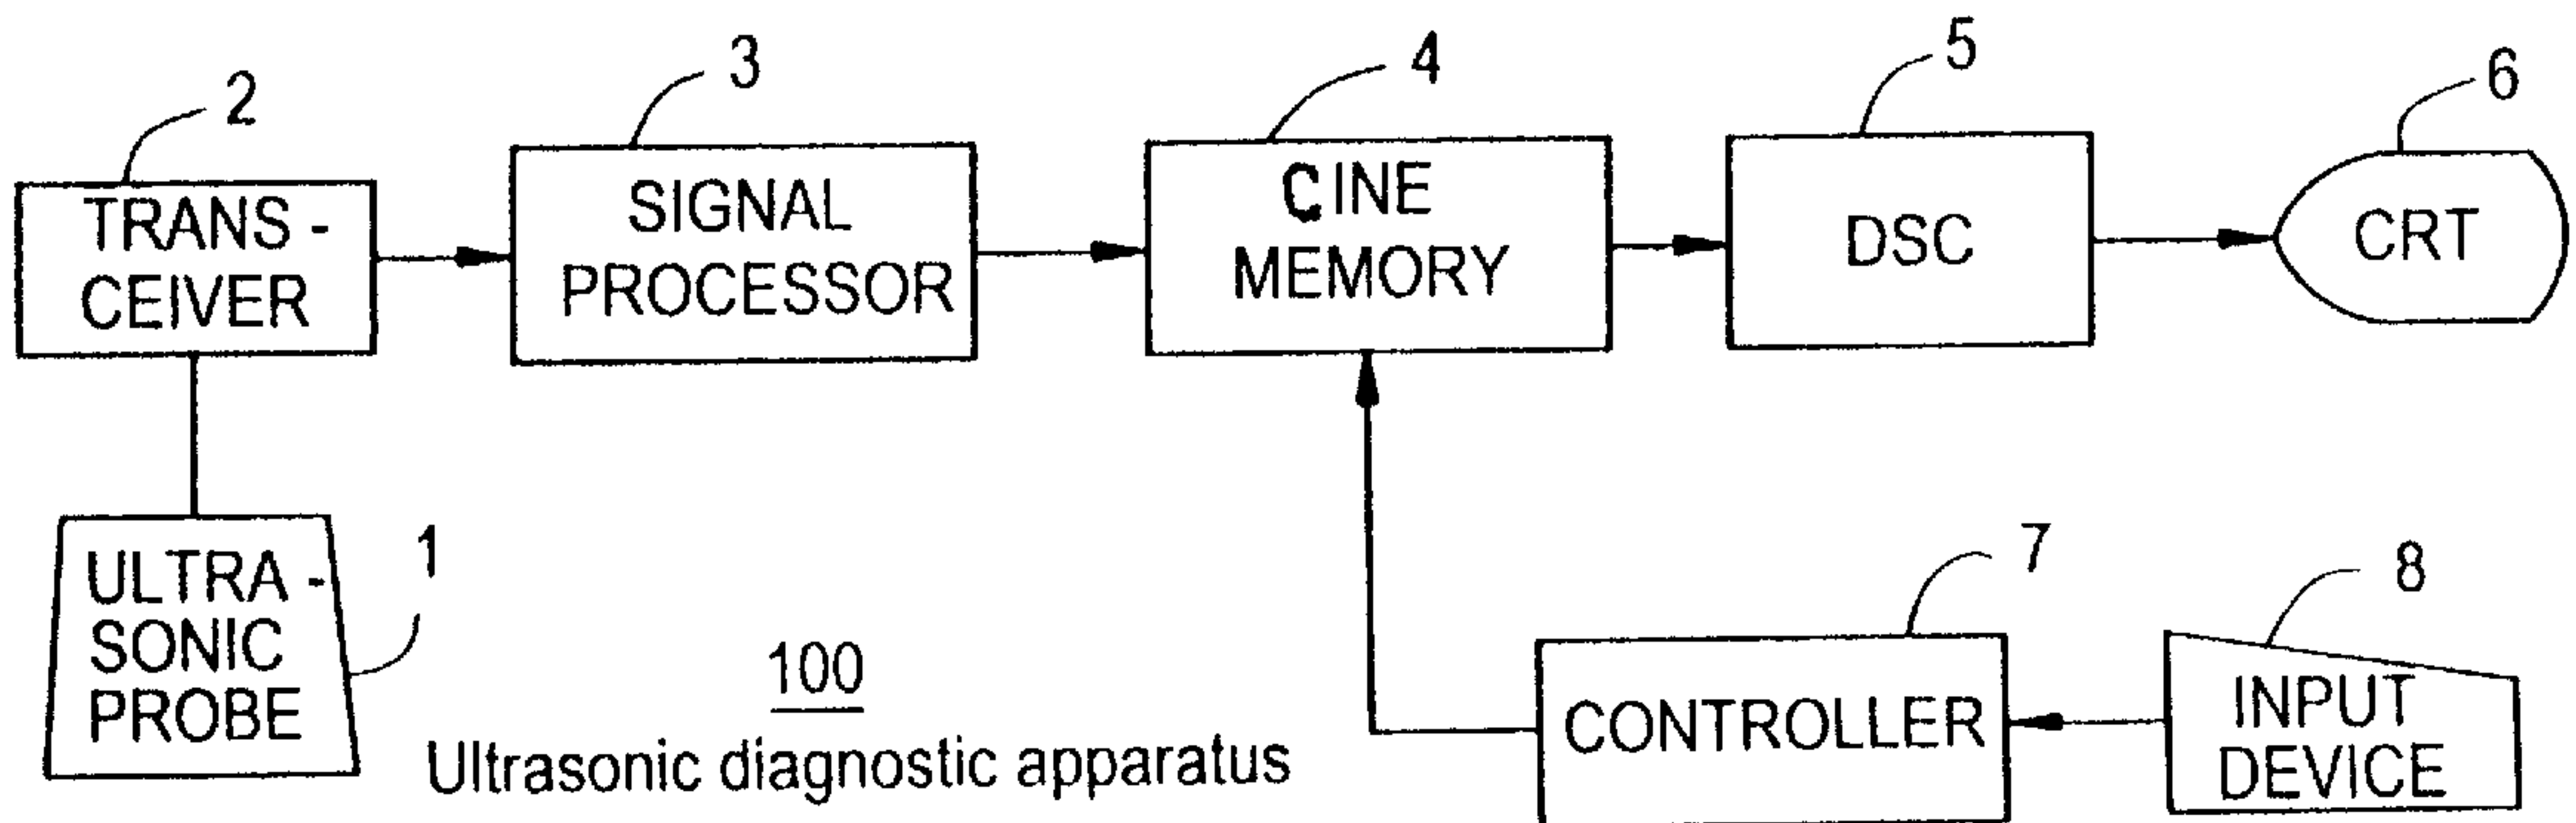 2
TRANS -
CEIVER
3
SIGNAL
PROCESSOR
4
CINE
MEMORY
5
DSC
6
CRT
1
ULTRA -
SONIC
PROBE
100
Ultrasonic diagnostic apparatus
7
CONTROLLER
8
INPUT
DEVICE